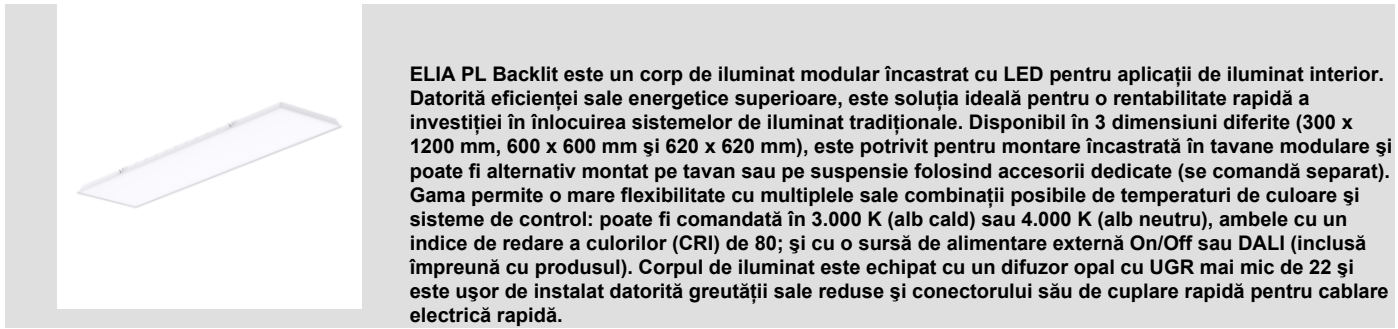 ELIA PL Backlit este un corp de iluminat modular încastrat cu LED pentru aplicații de iluminat interior.
Datorită eficienței sale energetice superioare, este soluția ideală pentru o rentabilitate rapidă a
investiției în înlocuirea sistemelor de iluminat tradiționale. Disponibil în 3 dimensiuni diferite (300 x
1200 mm, 600 x 600 mm şi 620 x 620 mm), este potrivit pentru montare încastrată în tavane modulare şi
poate fi alternativ montat pe tavan sau pe suspensie folosind accesorii dedicate (se comandă separat).
Gama permite o mare flexibilitate cu multiplele sale combinații posibile de temperaturi de culoare şi
sisteme de control: poate fi comandată în 3.000 K (alb cald) sau 4.000 K (alb neutru), ambele cu un
indice de redare a culorilor (CRI) de 80; şi cu o sursă de alimentare externă On/Off sau DALI (inclusă
împreună cu produsul). Corpul de iluminat este echipat cu un difuzor opal cu UGR mai mic de 22 şi
este uşor de instalat datorită greutății sale reduse şi conectorului său de cuplare rapidă pentru cablare
electrică rapidă.